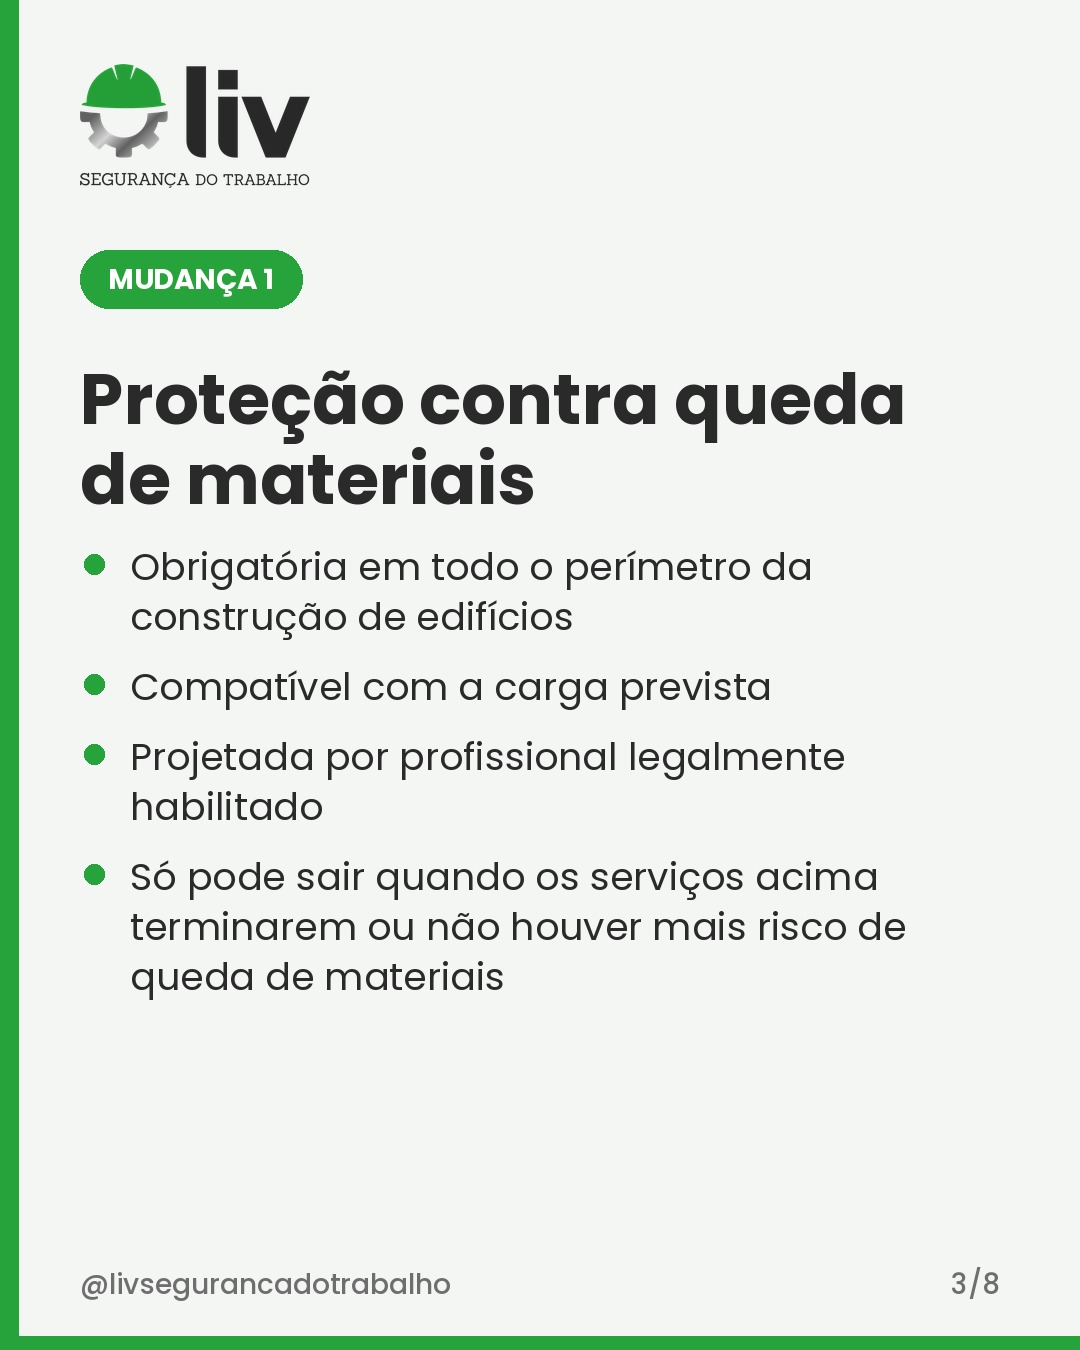 liv
SEGURANÇA DO TRABALHO
MUDANÇA 1
Proteção contra queda
de materiais
Obrigatória em todo o perímetro da
construção de edifícios
Compatível com a carga prevista
Projetada por profissional legalmente
habilitado
Só pode sair quando os serviços acima
terminarem ou não houver mais risco de
queda de materiais
@livsegurancadotrabalho
3/8